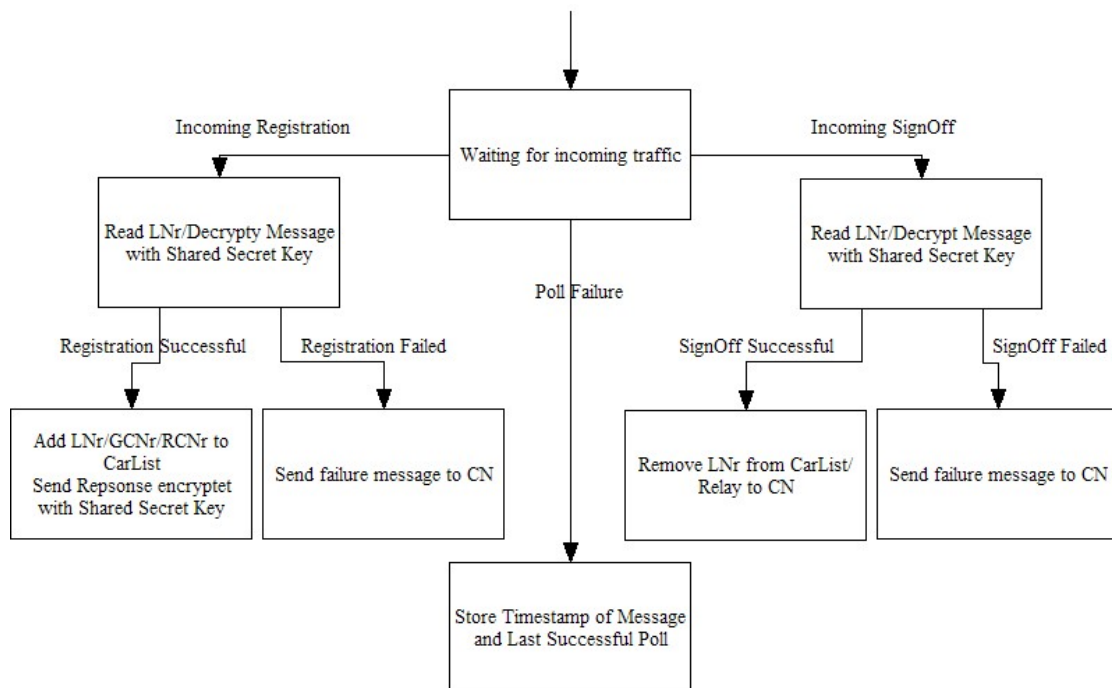 Incoming Registration
Waiting for incoming traffic
Incoming SignOff
Read LNr/Decrypty Message
with Shared Secret Key
Read LNr/Decrypt Message
with Shared Secret Key
Poll Failure
Registration Successful
Registration Failed
SignOff Successful
SignOff Failed
Add LNr/GCNr/RCNr to
CarList
Send Repsonse encryptet
with Shared Secret Key
Send failure message to CN
Remove LNr from CarList/
Relay to CN
Send failure message to CN
Store Timestamp of Message
and Last Successful Poll